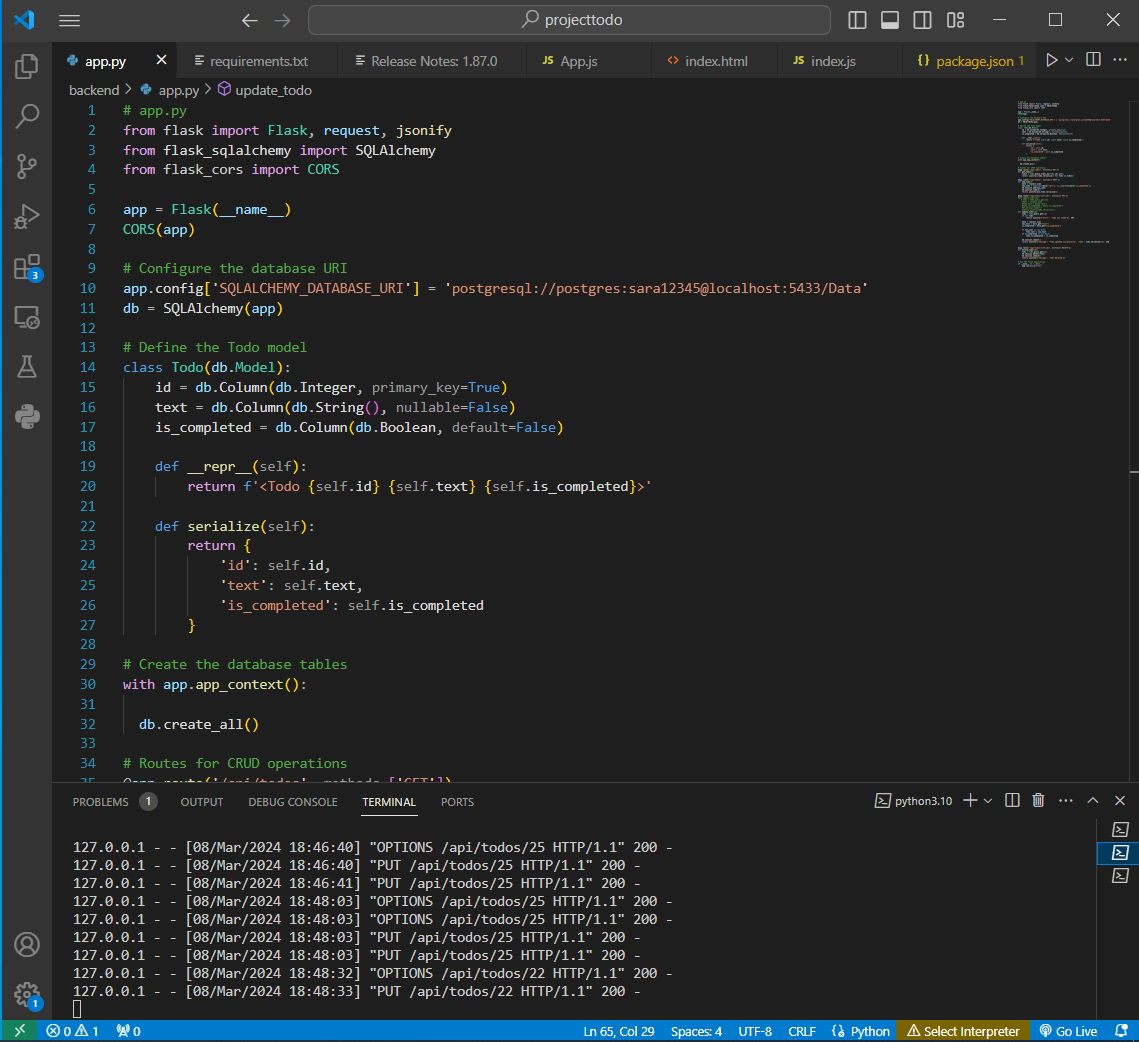 projecttodo
app.py
requirements.txt
Release Notes: 1.87.0
JS App.js
<> index.html
JS index.js
{} package.json 1
backend > app.py > update_todo
1 # app.py
2 from flask import Flask, request, jsonify
3 from flask_sqlalchemy import SQLAlchemy
4 from flask_cors import CORS
5
6 app = Flask(__name__)
7 CORS(app)
8
9 # Configure the database URI
10 app.config['SQLALCHEMY_DATABASE_URI'] = 'postgresql://postgres:sara12345@localhost:5433/Data'
11 db = SQLAlchemy(app)
12
13 # Define the Todo model
14 class Todo(db.Model):
15     id = db.Column(db.Integer, primary_key=True)
16     text = db.Column(db.String(), nullable=False)
17     is_completed = db.Column(db.Boolean, default=False)
18
19     def __repr__(self):
20         return f'<Todo {self.id} {self.text} {self.is_completed}>'
21
22     def serialize(self):
23         return {
24             'id': self.id,
25             'text': self.text,
26             'is_completed': self.is_completed
27         }
28
29 # Create the database tables
30 with app.app_context():
31
32   db.create_all()
33
34 # Routes for CRUD operations
35 @app.route('/api/todos', methods=['GET'])
3
PROBLEMS 1 OUTPUT DEBUG CONSOLE TERMINAL PORTS python3.10
127.0.0.1 - - [08/Mar/2024 18:46:40] "OPTIONS /api/todos/25 HTTP/1.1" 200 -
127.0.0.1 - - [08/Mar/2024 18:46:40] "PUT /api/todos/25 HTTP/1.1" 200 -
127.0.0.1 - - [08/Mar/2024 18:46:41] "PUT /api/todos/25 HTTP/1.1" 200 -
127.0.0.1 - - [08/Mar/2024 18:48:03] "OPTIONS /api/todos/25 HTTP/1.1" 200 -
127.0.0.1 - - [08/Mar/2024 18:48:03] "OPTIONS /api/todos/25 HTTP/1.1" 200 -
127.0.0.1 - - [08/Mar/2024 18:48:03] "PUT /api/todos/25 HTTP/1.1" 200 -
127.0.0.1 - - [08/Mar/2024 18:48:03] "PUT /api/todos/25 HTTP/1.1" 200 -
127.0.0.1 - - [08/Mar/2024 18:48:32] "OPTIONS /api/todos/22 HTTP/1.1" 200 -
127.0.0.1 - - [08/Mar/2024 18:48:33] "PUT /api/todos/22 HTTP/1.1" 200 -
1
0 1 0 Ln 65, Col 29 Spaces: 4 UTF-8 CRLF Python Select Interpreter Go Live